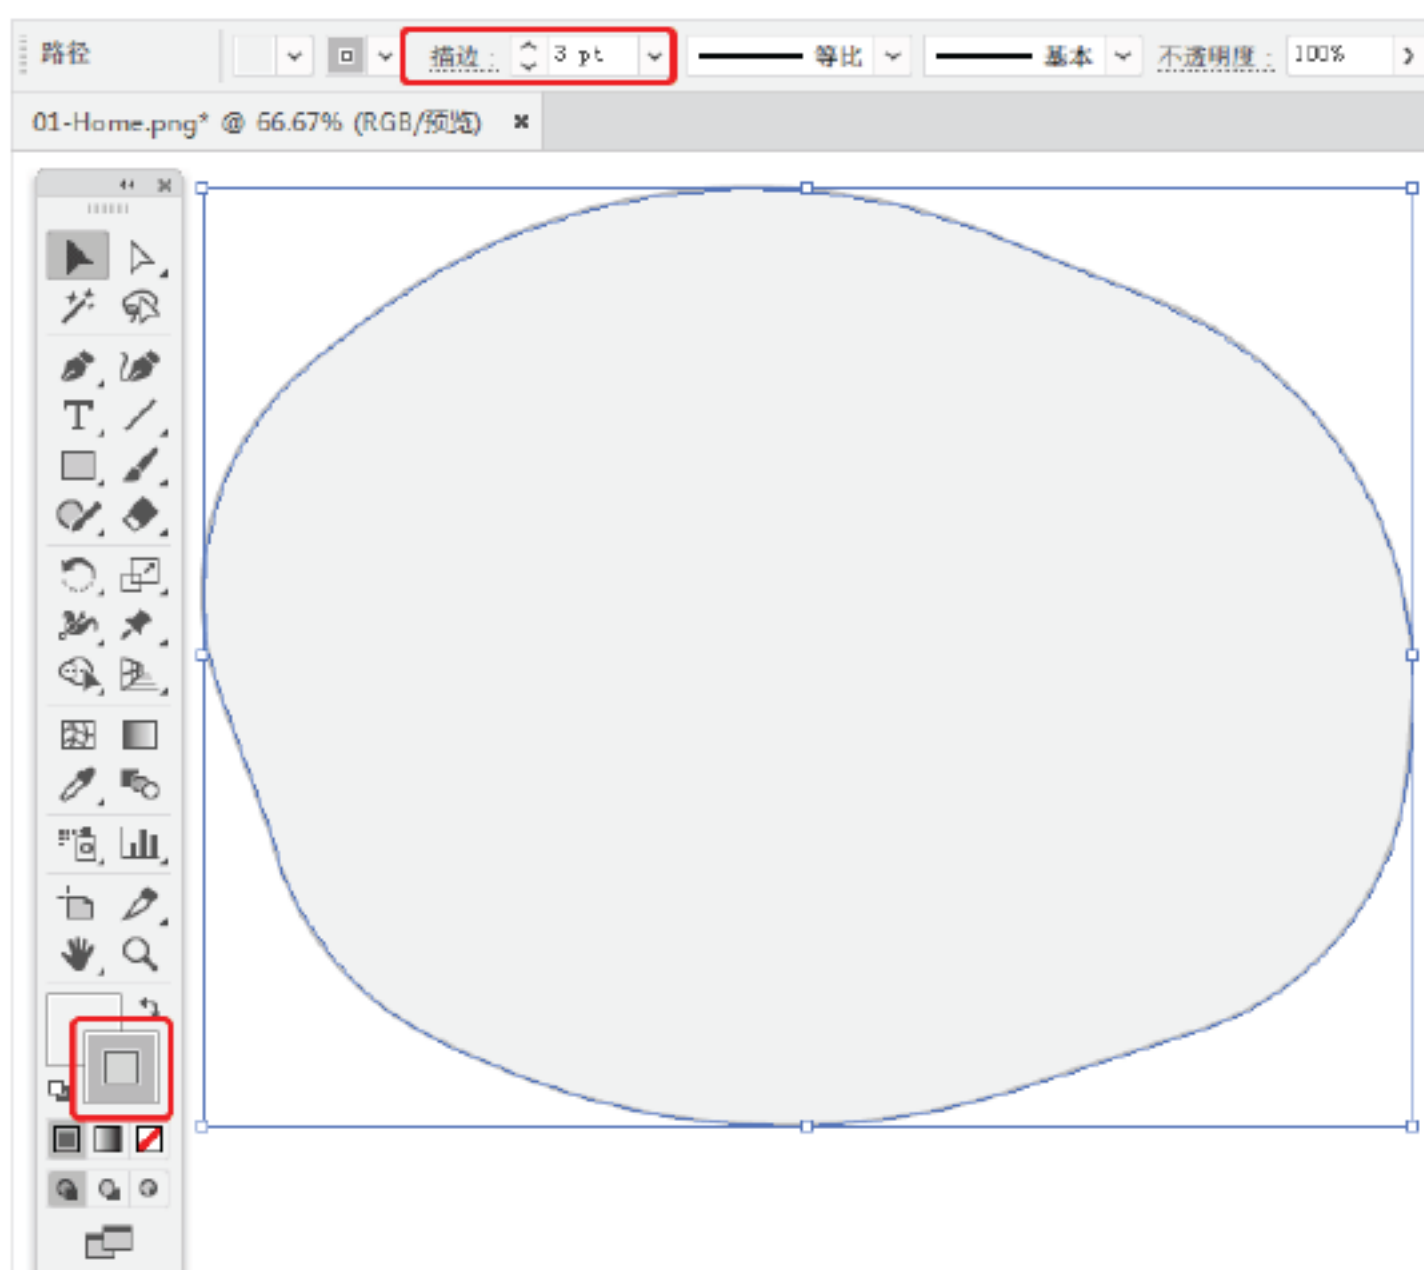 路径 描边： 3 pt 等比 基本 不透明度： 100%
01-Home.png* @ 66.67% (RGB/预览)